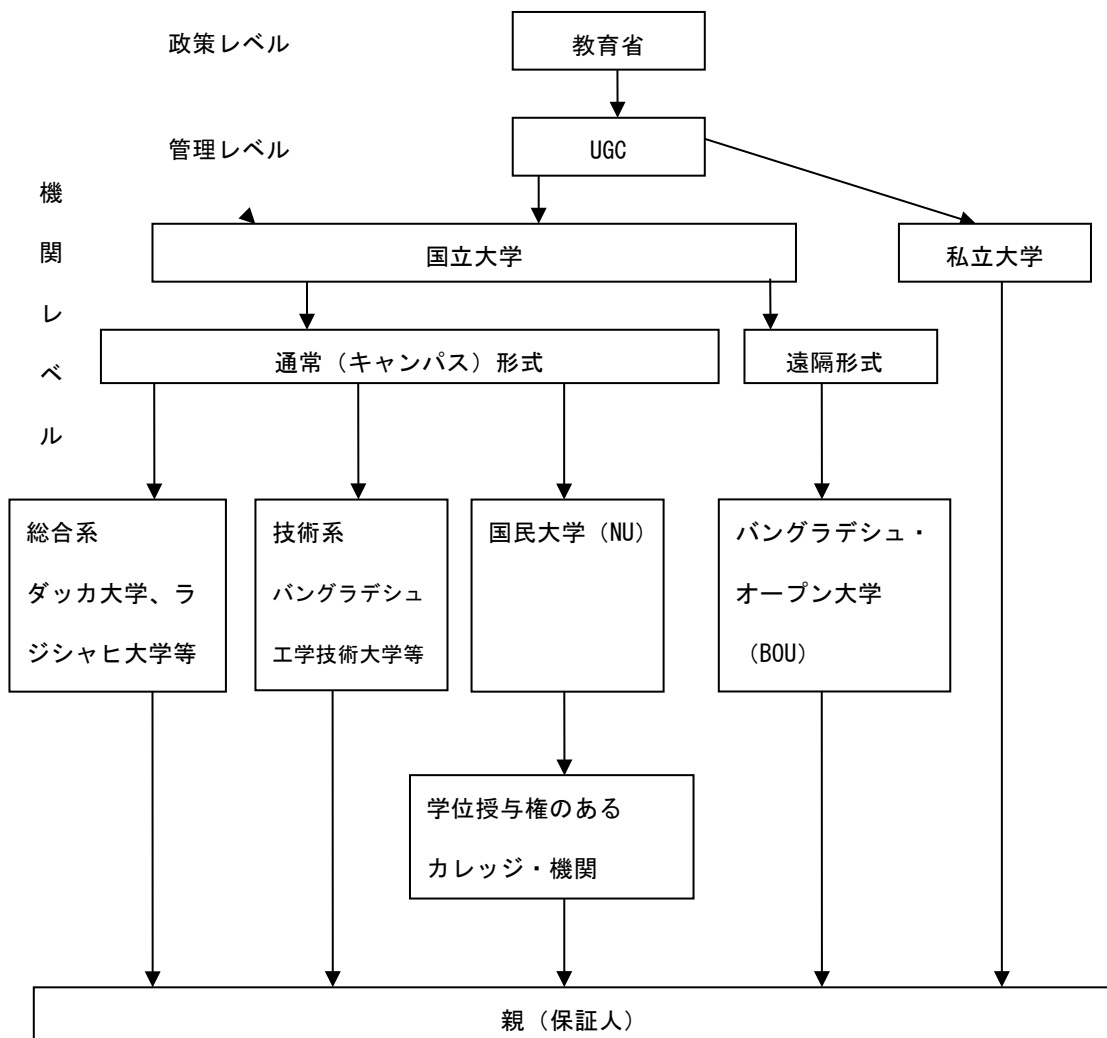 政策レベル
教育省
管理レベル
UGC
機関レベル
国立大学
私立大学
通常（キャンパス）形式
遠隔形式
総合系
ダッカ大学、ラ
ジシャヒ大学等
技術系
バングラデシュ
工学技術大学等
国民大学（NU）
バングラデシュ・
オープン大学
（BOU）
学位授与権のある
カレッジ・機関
親（保証人）